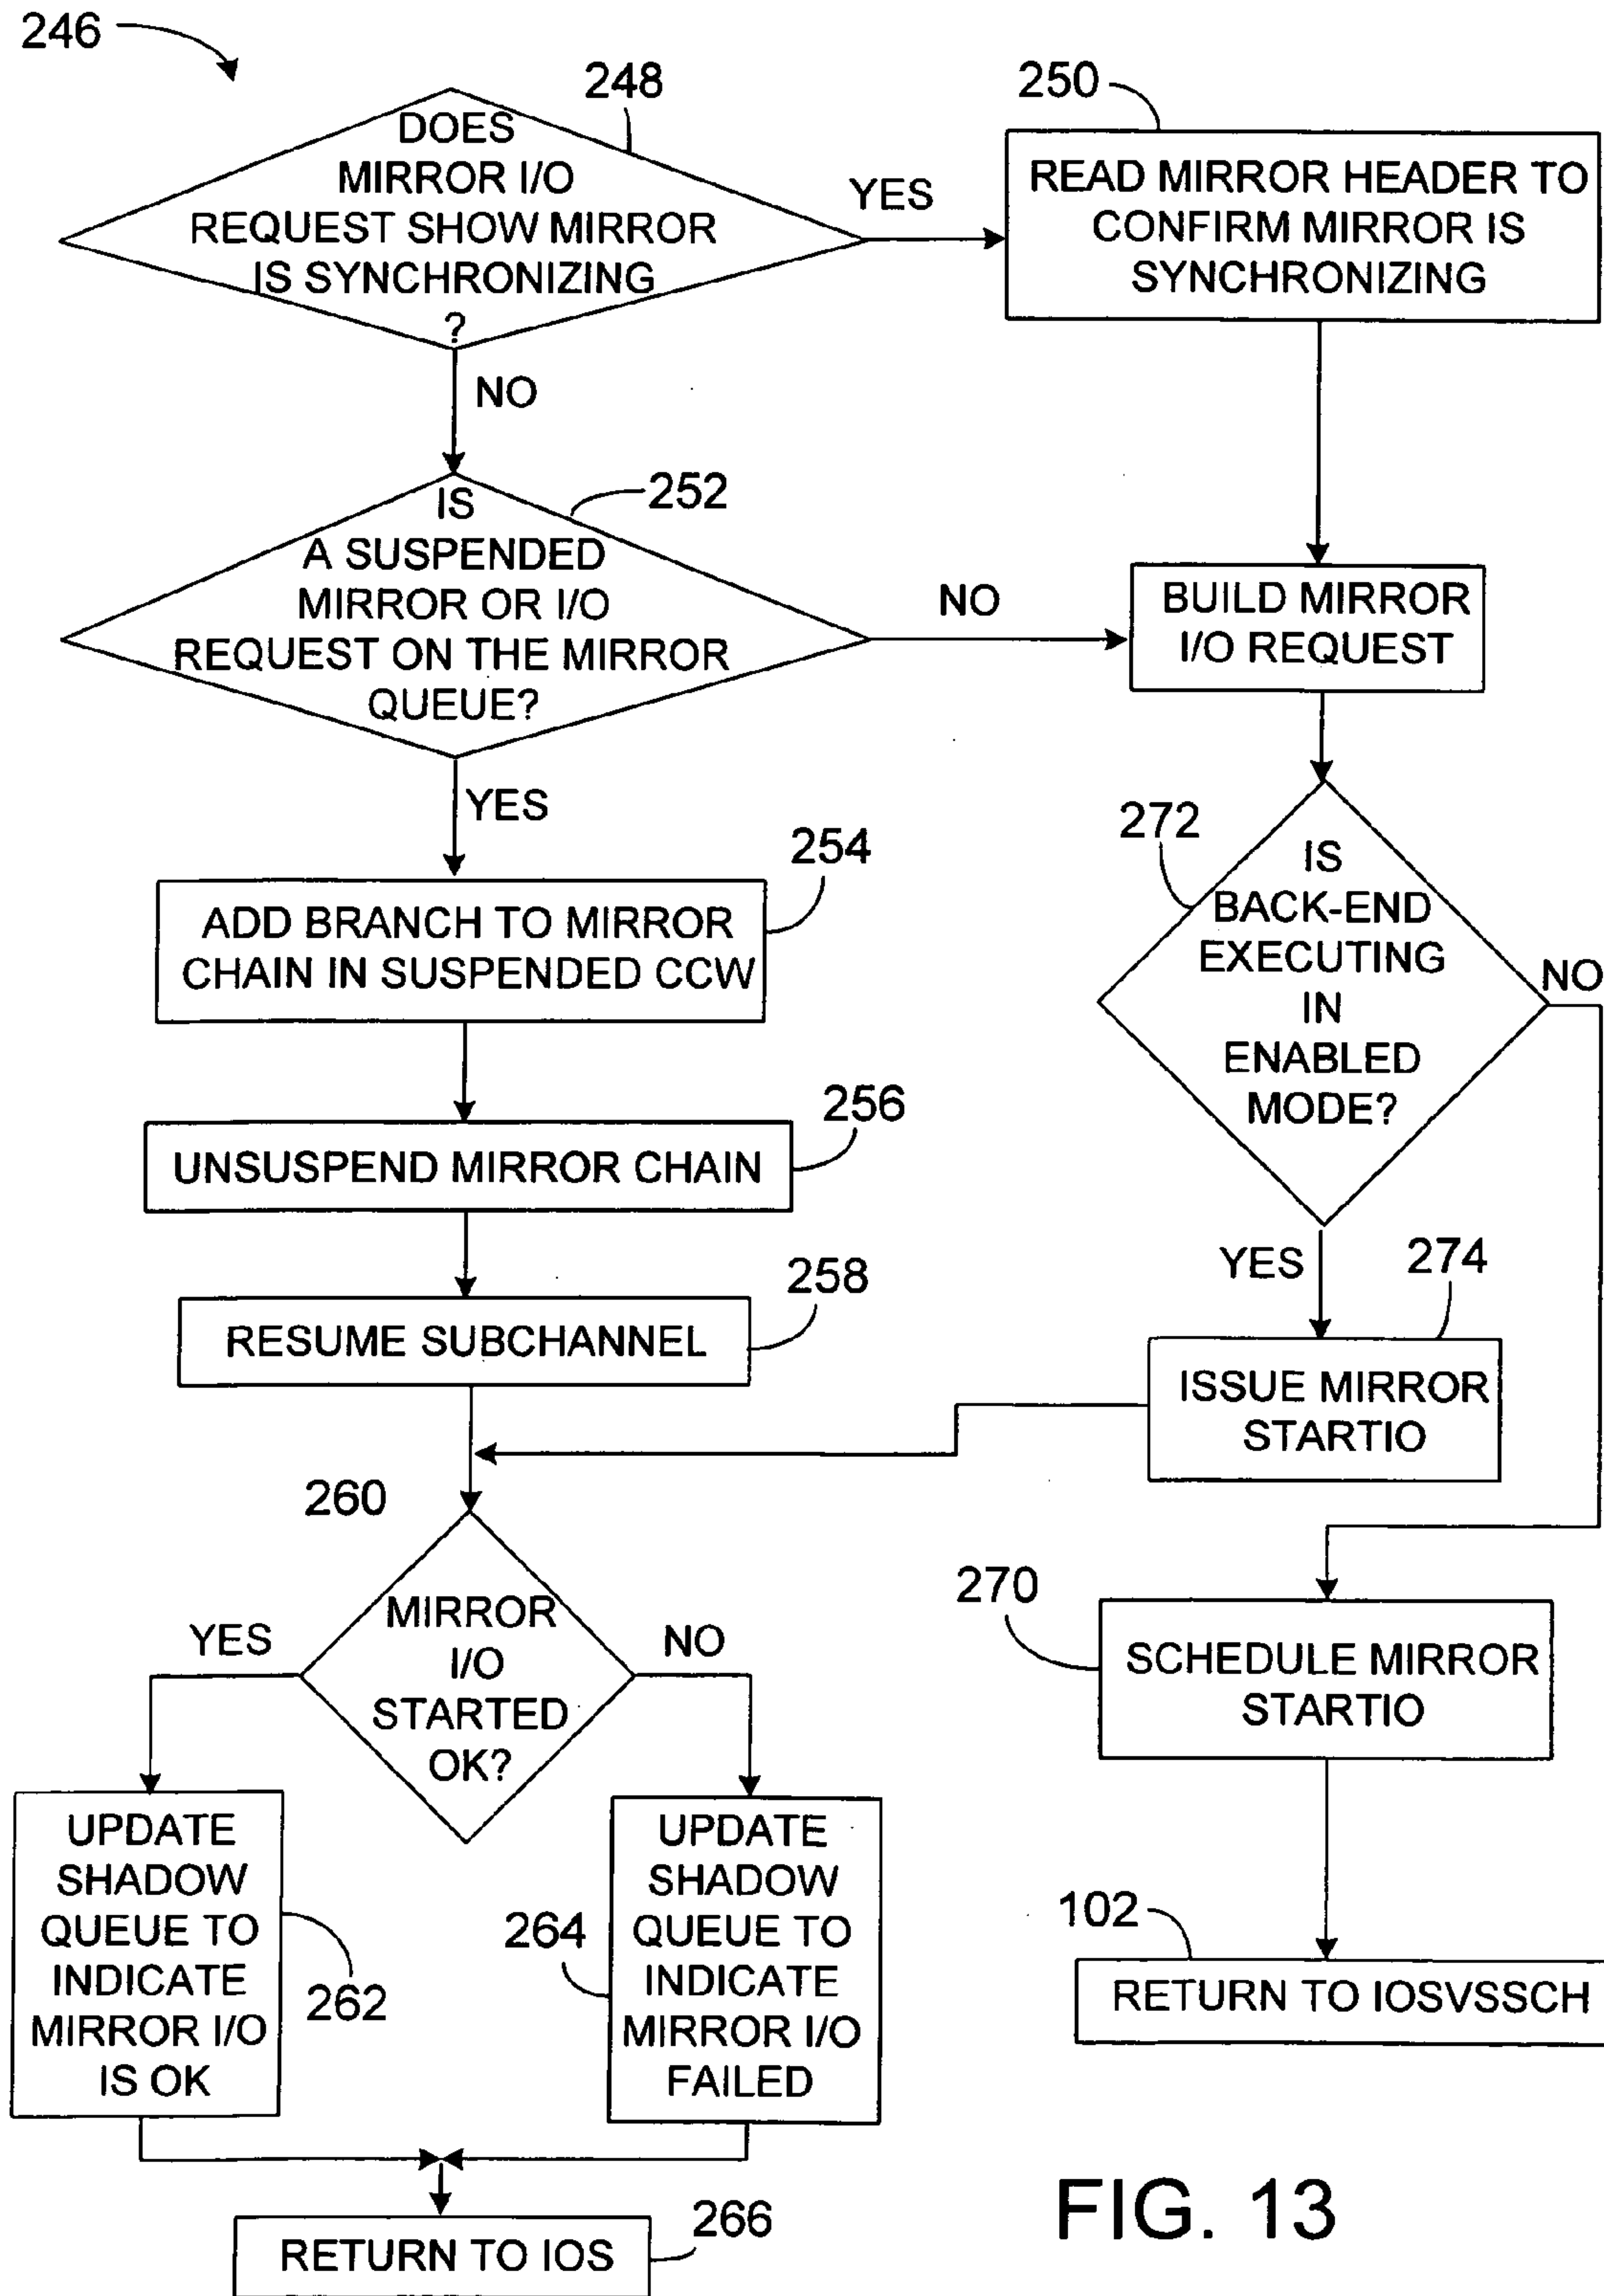 246
248
DOES
MIRROR I/O
REQUEST SHOW MIRROR
IS SYNCHRONIZING
?
YES
250
READ MIRROR HEADER TO
CONFIRM MIRROR IS
SYNCHRONIZING
NO
252
IS
A SUSPENDED
MIRROR OR I/O
REQUEST ON THE MIRROR
QUEUE?
NO
BUILD MIRROR
I/O REQUEST
YES
254
ADD BRANCH TO MIRROR
CHAIN IN SUSPENDED CCW
272
IS
BACK-END
EXECUTING
IN
ENABLED
MODE?
NO
256
UNSUSPEND MIRROR CHAIN
258
RESUME SUBCHANNEL
YES
274
ISSUE MIRROR
STARTIO
260
MIRROR
I/O
STARTED
OK?
YES
NO
270
SCHEDULE MIRROR
STARTIO
UPDATE
SHADOW
QUEUE TO
INDICATE
MIRROR I/O
IS OK
262
264
UPDATE
SHADOW
QUEUE TO
INDICATE
MIRROR I/O
FAILED
102
RETURN TO IOSVSSCH
266
RETURN TO IOS
FIG. 13